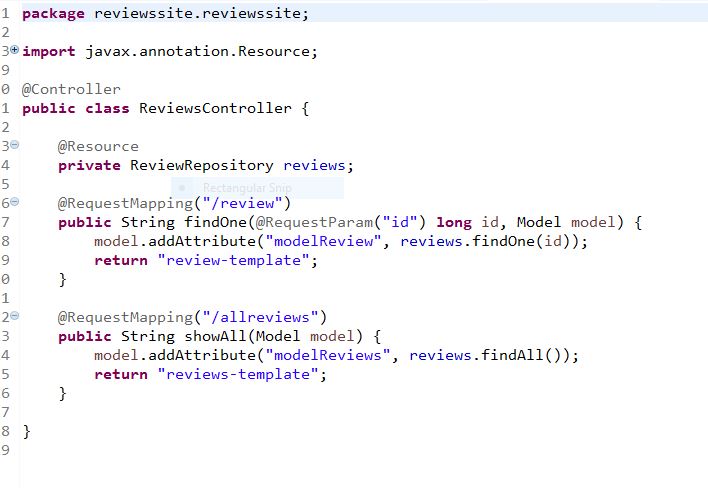 1 package reviewssite.reviewssite;
2
3 import javax.annotation.Resource;
9
0 @Controller
1 public class ReviewsController {
2
3 @Resource
4 private ReviewRepository reviews;
5 Rectangular Snip
6 @RequestMapping("/review")
7 public String findOne(@RequestParam("id") long id, Model model) {
8 model.addAttribute("modelReview", reviews.findOne(id));
9 return "review-template";
0 }
1
2 @RequestMapping("/allreviews")
3 public String showAll(Model model) {
4 model.addAttribute("modelReviews", reviews.findAll());
5 return "reviews-template";
6 }
7
8 }
9